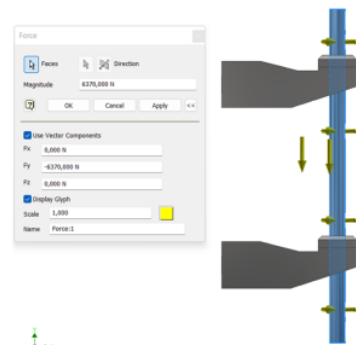 Force
Faces
Direction
Magnitude 6370,000 N
OK Cancel Apply <<
Use Vector Components
Fx 0,000 N
Fy -6370,000 N
Fz 0,000 N
Display Glyph
Scale 1,000
Name Force:1